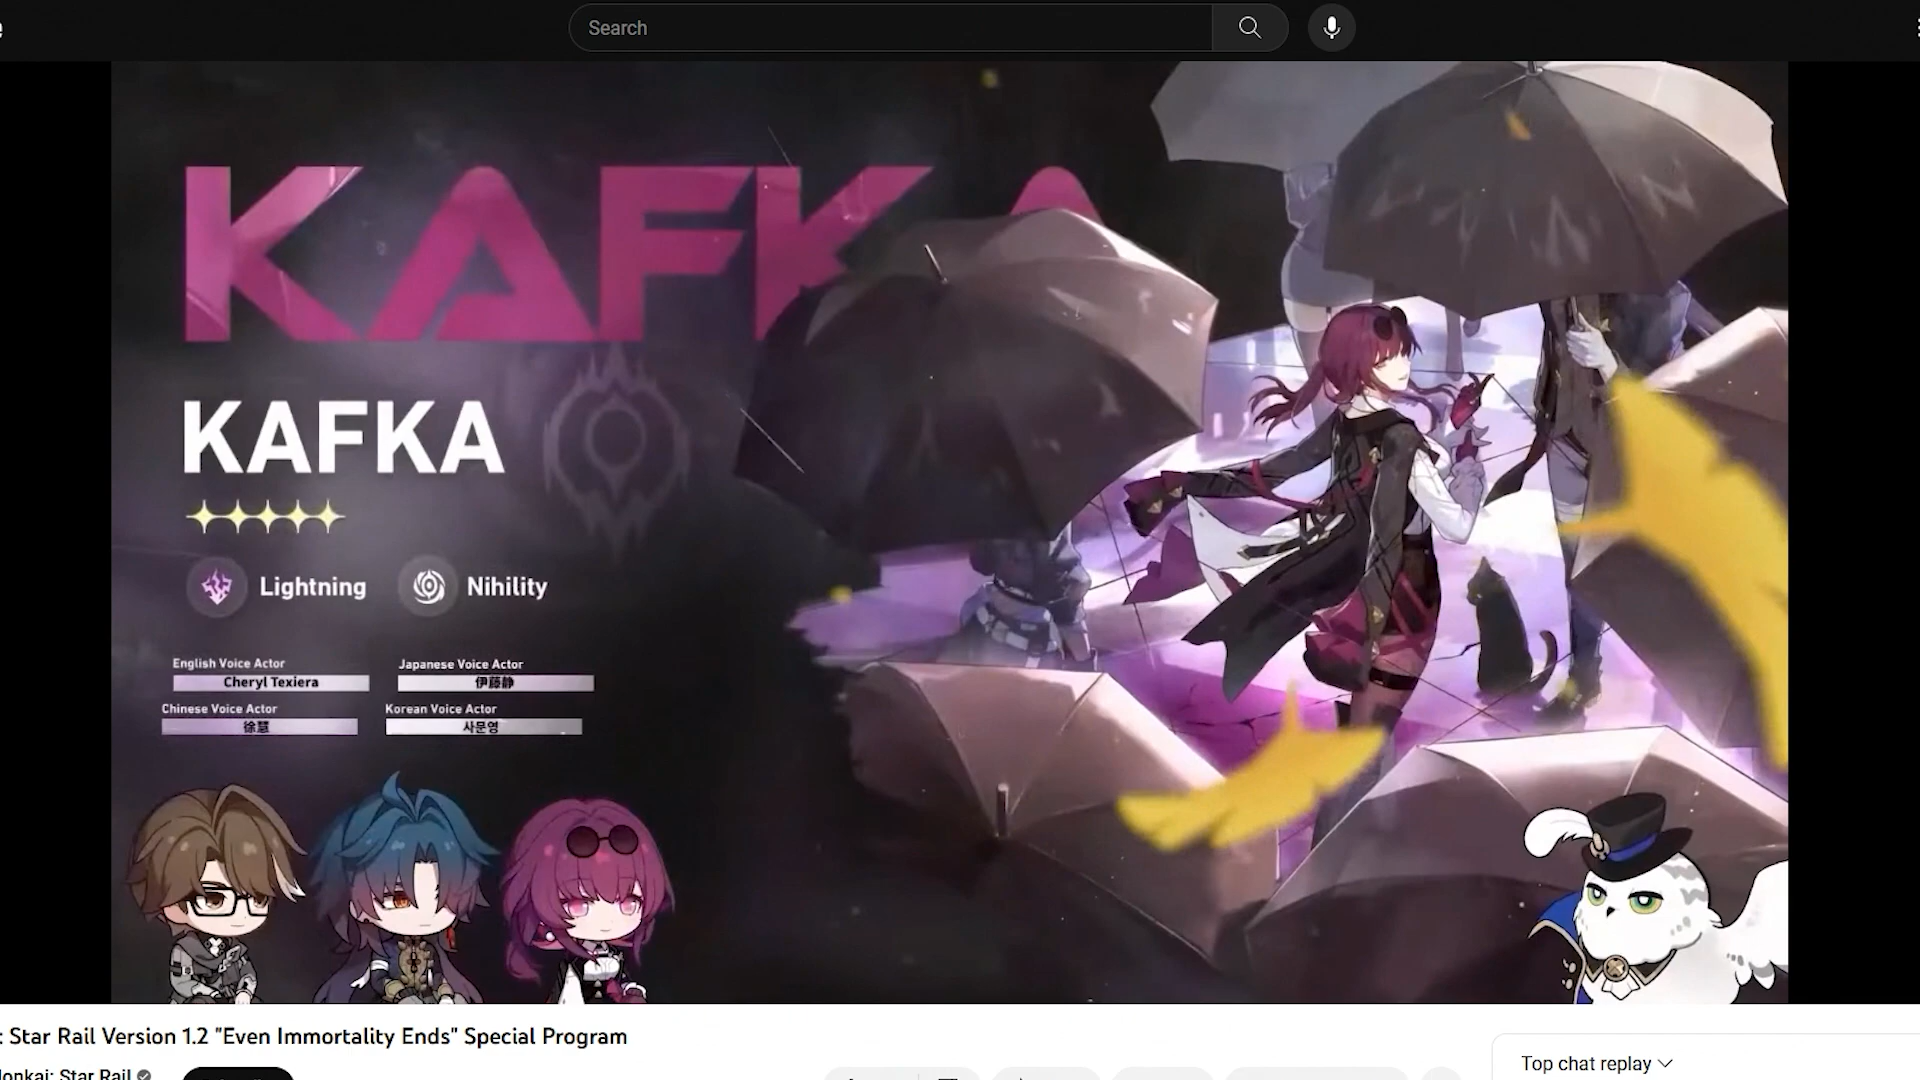 Search
KAFKA
KAFKA
Lightning
Nihility
English Voice Actor
Cheryl Texiera
Japanese Voice Actor
伊藤静
Chinese Voice Actor
徐慧
Korean Voice Actor
사문영
: Star Rail Version 1.2 "Even Immortality Ends" Special Program
Honkai: Star Rail
Top chat replay